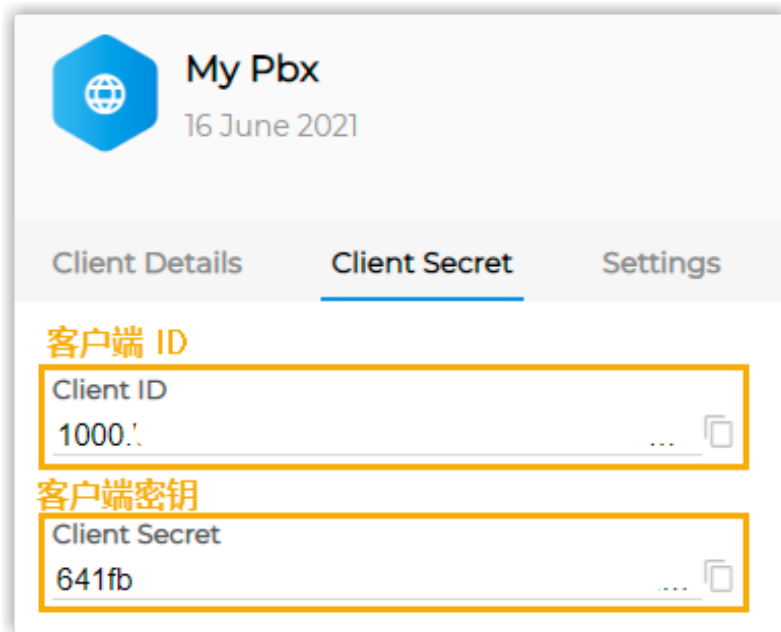 My Pbx
16 June 2021
Client Details Client Secret Settings
客户端 ID
Client ID
1000. ...
客户端密钥
Client Secret
641fb ...